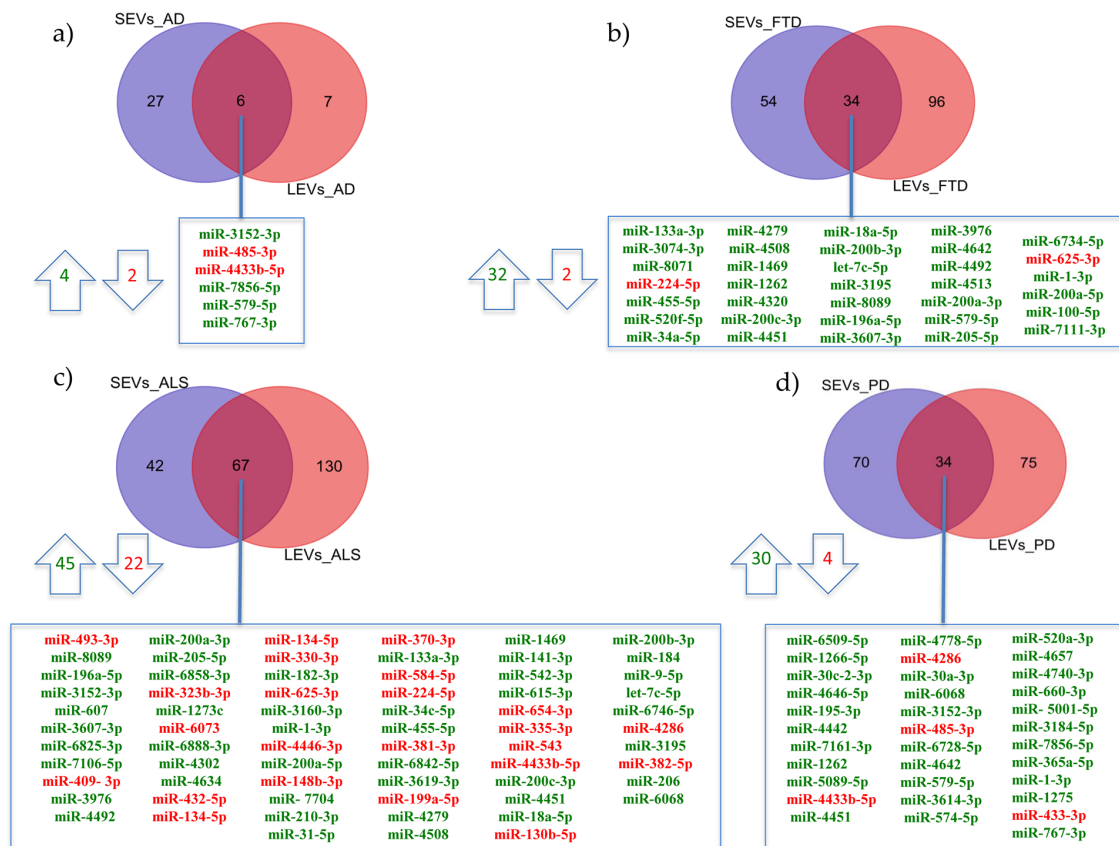 a)
SEVs_AD
27
6
7
LEVs_AD
4
2
miR-3152-3p
miR-485-3p
miR-4433b-5p
miR-7856-5p
miR-579-5p
miR-767-3p
b)
SEVs_FTD
54
34
96
LEVs_FTD
32
2
miR-133a-3p
miR-3074-3p
miR-8071
miR-224-5p
miR-455-5p
miR-520f-5p
miR-34a-5p
miR-4279
miR-4508
miR-1469
miR-1262
miR-4320
miR-200c-3p
miR-4451
miR-18a-5p
miR-200b-3p
let-7c-5p
miR-3195
miR-8089
miR-196a-5p
miR-3607-3p
miR-3976
miR-4642
miR-4492
miR-4513
miR-200a-3p
miR-579-5p
miR-205-5p
miR-6734-5p
miR-625-3p
miR-1-3p
miR-200a-5p
miR-100-5p
miR-7111-3p
c)
SEVs_ALS
42
67
130
LEVs_ALS
45
22
miR-493-3p
miR-8089
miR-196a-5p
miR-3152-3p
miR-607
miR-3607-3p
miR-6825-3p
miR-7106-5p
miR-409- 3p
miR-3976
miR-4492
miR-200a-3p
miR-205-5p
miR-6858-3p
miR-323b-3p
miR-1273c
miR-6073
miR-6888-3p
miR-4302
miR-4634
miR-432-5p
miR-134-5p
miR-134-5p
miR-330-3p
miR-182-3p
miR-625-3p
miR-3160-3p
miR-1-3p
miR-4446-3p
miR-200a-5p
miR-148b-3p
miR- 7704
miR-210-3p
miR-31-5p
miR-370-3p
miR-133a-3p
miR-584-5p
miR-224-5p
miR-34c-5p
miR-455-5p
miR-381-3p
miR-6842-5p
miR-3619-3p
miR-199a-5p
miR-4279
miR-4508
miR-1469
miR-141-3p
miR-542-3p
miR-615-3p
miR-654-3p
miR-335-3p
miR-543
miR-4433b-5p
miR-200c-3p
miR-4451
miR-18a-5p
miR-130b-5p
miR-200b-3p
miR-184
miR-9-5p
let-7c-5p
miR-6746-5p
miR-4286
miR-3195
miR-382-5p
miR-206
miR-6068
d)
SEVs_PD
70
34
75
LEVs_PD
30
4
miR-6509-5p
miR-1266-5p
miR-30c-2-3p
miR-4646-5p
miR-195-3p
miR-4442
miR-7161-3p
miR-1262
miR-5089-5p
miR-4433b-5p
miR-4451
miR-4778-5p
miR-4286
miR-30a-3p
miR-6068
miR-3152-3p
miR-485-3p
miR-6728-5p
miR-4642
miR-579-5p
miR-3614-3p
miR-574-5p
miR-520a-3p
miR-4657
miR-4740-3p
miR-660-3p
miR- 5001-5p
miR-3184-5p
miR-7856-5p
miR-365a-5p
miR-1-3p
miR-1275
miR-433-3p
miR-767-3p